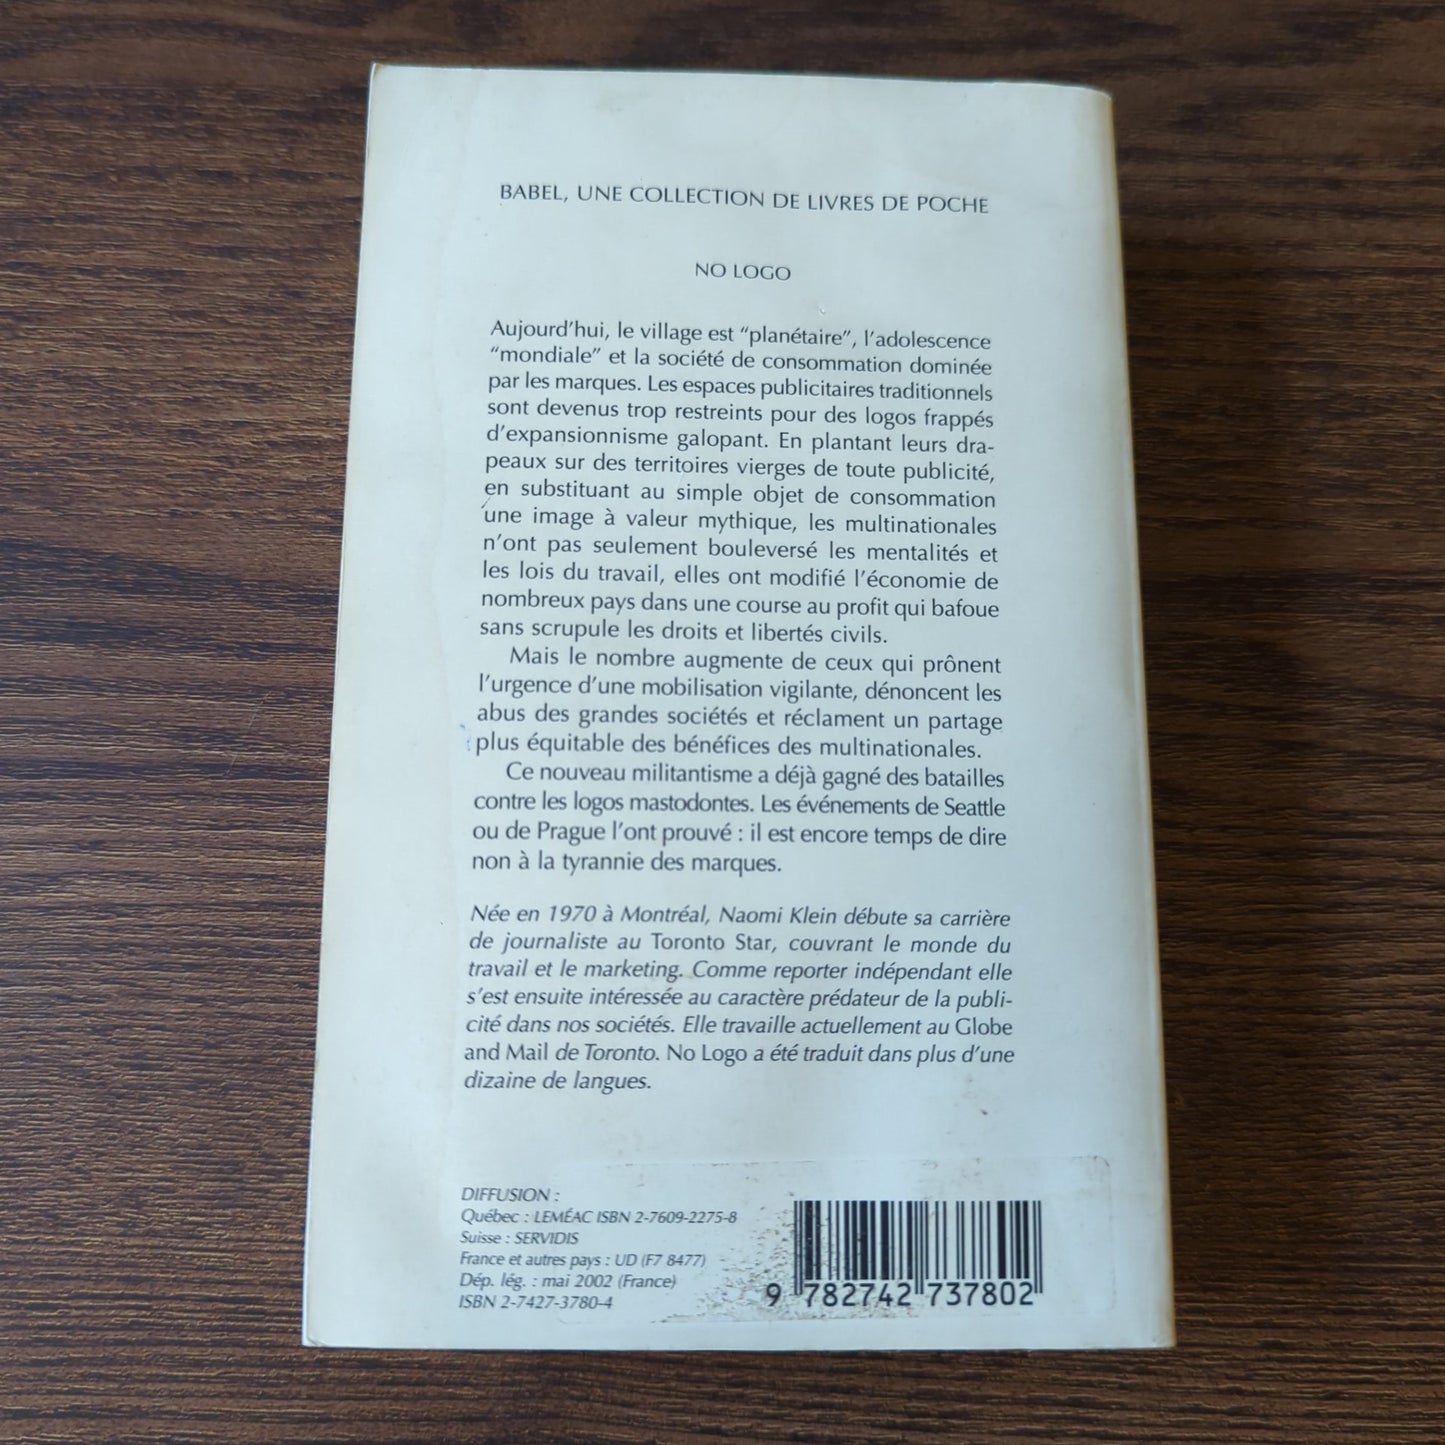 BABEL, UNE COLLECTION DE LIVRES DE POCHE
NO LOGO
Aujourd'hui, le village est "planétaire", l'adolescence
"mondiale" et la société de consommation dominée
par les marques. Les espaces publicitaires traditionnels
sont devenus trop restreints pour des logos frappés
d'expansionnisme galopant. En plantant leurs dra-
peaux sur des territoires vierges de toute publicité,
en substituant au simple objet de consommation
une image à valeur mythique, les multinationales
n'ont pas seulement bouleversé les mentalités et
les lois du travail, elles ont modifié l'économie de
nombreux pays dans une course au profit qui bafoue
sans scrupule les droits et libertés civils.
Mais le nombre augmente de ceux qui prônent
l'urgence d'une mobilisation vigilante, dénoncent les
abus des grandes sociétés et réclament un partage
plus équitable des bénéfices des multinationales.
Ce nouveau militantisme a déjà gagné des batailles
contre les logos mastodontes. Les événements de Seattle
ou de Prague l'ont prouvé : il est encore temps de dire
non à la tyrannie des marques.
Née en 1970 à Montréal, Naomi Klein débute sa carrière
de journaliste au Toronto Star, couvrant le monde du
travail et le marketing. Comme reporter indépendant elle
s'est ensuite intéressée au caractère prédateur de la publi-
cité dans nos sociétés. Elle travaille actuellement au Globe
and Mail de Toronto. No Logo a été traduit dans plus d'une
dizaine de langues.
DIFFUSION :
Québec : LEMÉAC ISBN 2-7609-2275-8
Suisse : SERVIDIS
France et autres pays : UD (F7 8477)
Dép. lég. : mai 2002 (France)
ISBN 2-7427-3780-4
9 782742 737802